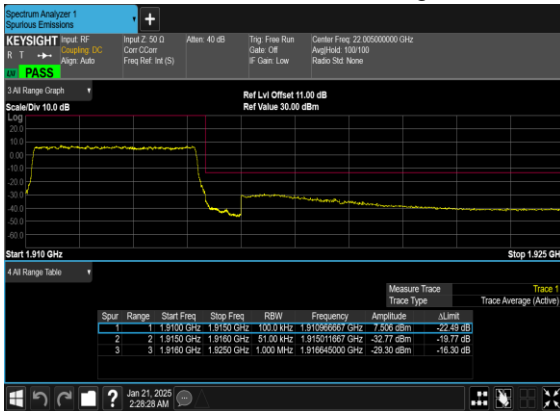 Spectrum Analyzer 1
Spurious Emissions
KEYSIGHT Input: RF Input Z: 50 Ω Atten: 40 dB Trig: Free Run Center Freq: 22.005000000 GHz
R T Coupling: DC Corr CCorr Gate: Off Avg|Hold: 100/100
Align: Auto Freq Ref: Int (S) IF Gain: Low Radio Std: None
PASS
3 All Range Graph Ref Lvl Offset 11.00 dB
Scale/Div 10.0 dB Ref Value 30.00 dBm
Log
20.0
10.0
0.00
-10.0
-20.0
-30.0
-40.0
-50.0
-60.0
Start 1.910 GHz Stop 1.925 GH
4 All Range Table
Measure Trace Trace 1
Trace Type Trace Average (Active)
Spur Range Start Freq Stop Freq RBW Frequency Amplitude ΔLimit
1 1 1.9100 GHz 1.9150 GHz 100.0 kHz 1.910966667 GHz 7.506 dBm -22.49 dB
2 2 1.9150 GHz 1.9160 GHz 51.00 kHz 1.915011667 GHz -32.77 dBm -19.77 dB
3 3 1.9160 GHz 1.9250 GHz 1.000 MHz 1.916645000 GHz -29.30 dBm -16.30 dB
? Jan 21, 2025
2:28:28 AM